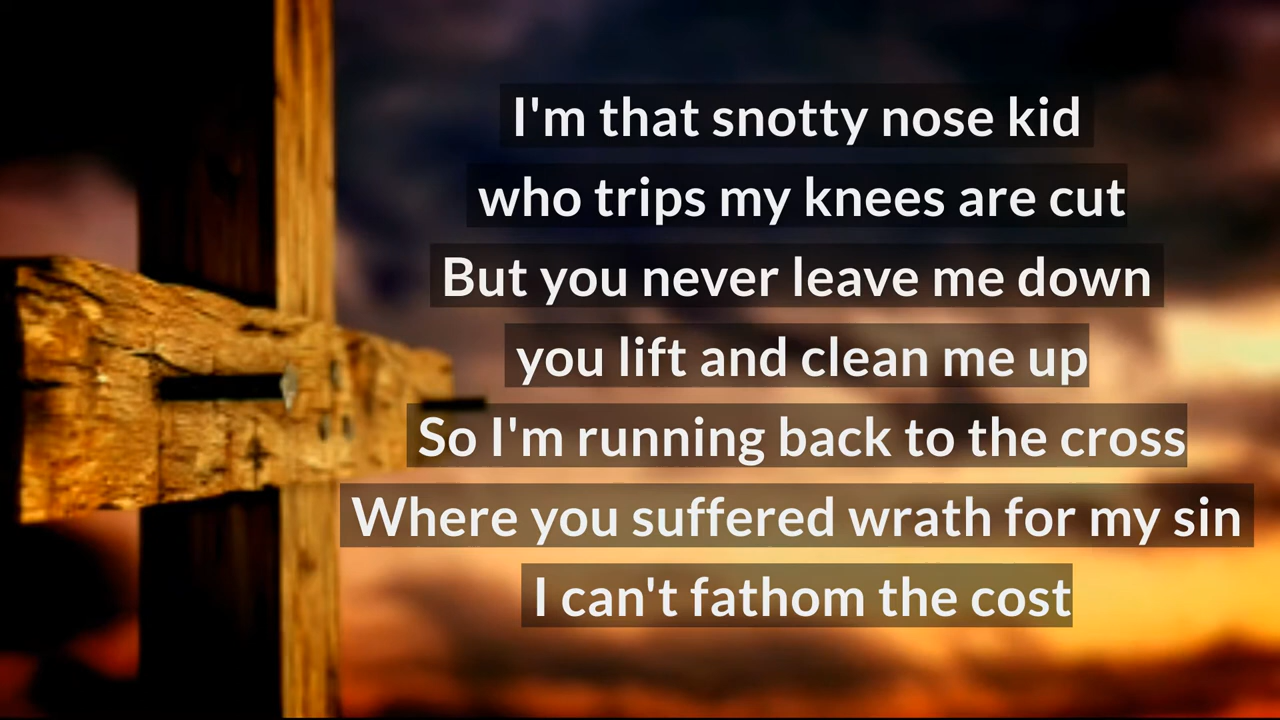 I'm that snotty nose kid
who trips my knees are cut
But you never leave me down
you lift and clean me up
So I'm running back to the cross
Where you suffered wrath for my sin
I can't fathom the cost